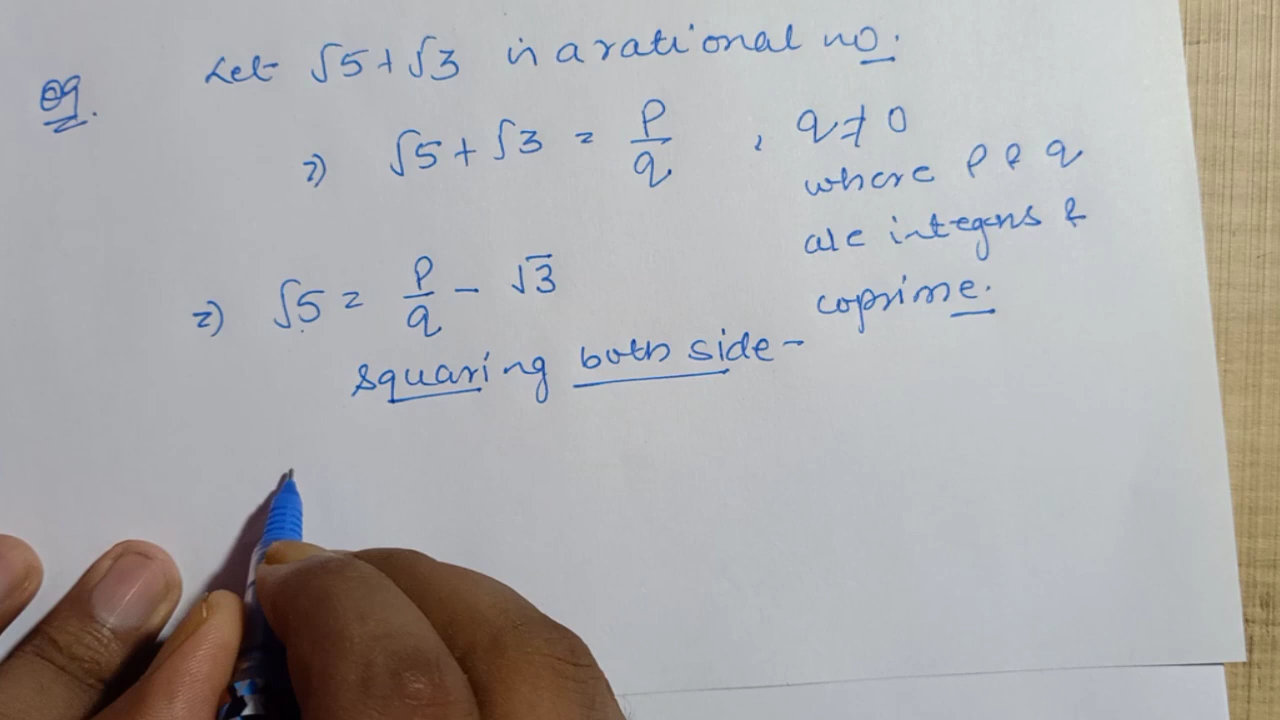 Q9. Let √5+√3 is a rational no.
⇒) √5+√3 = p/q , q≠0
where p & q
are integers &
coprime.
⇒) √5 = p/q - √3
squaring both side -